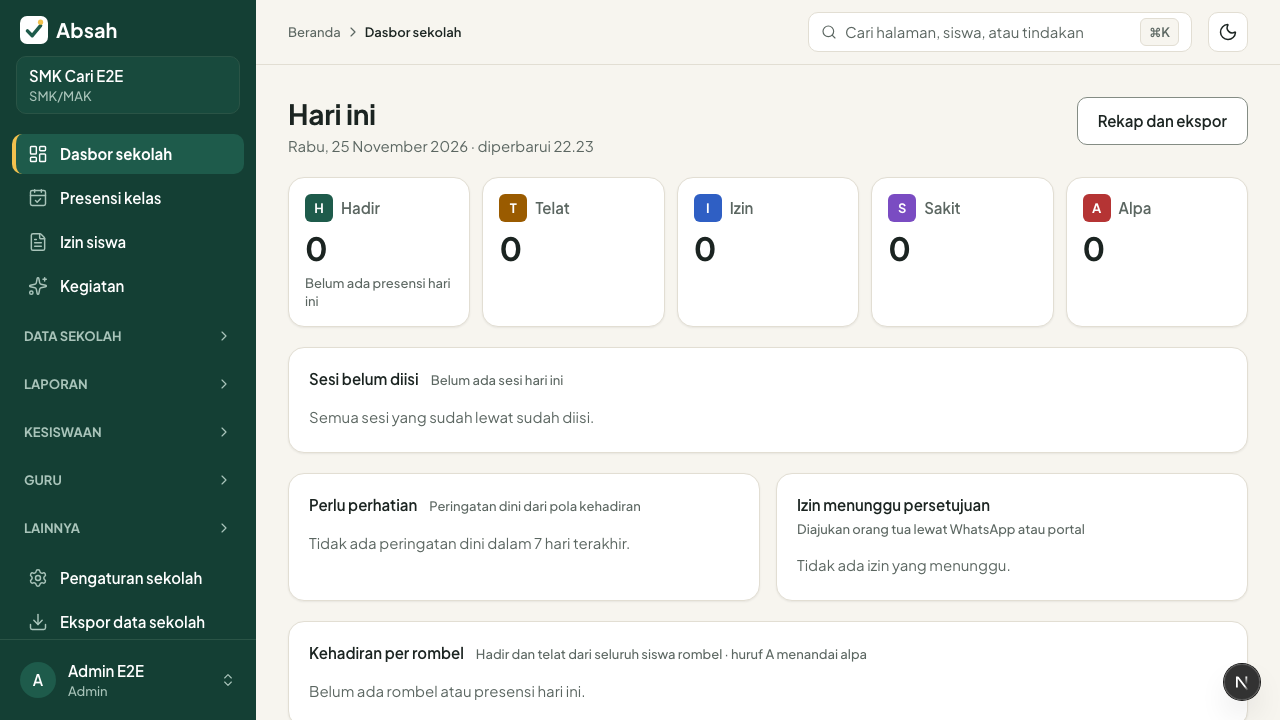 Absah
SMK Cari E2E
SMK/MAK
Dasbor sekolah
Presensi kelas
Izin siswa
Kegiatan
DATA SEKOLAH
LAPORAN
KESISWAAN
GURU
LAINNYA
Pengaturan sekolah
Ekspor data sekolah
A
Admin E2E
Admin
Beranda
Dasbor sekolah
Cari halaman, siswa, atau tindakan
⌘K
Hari ini
Rabu, 25 November 2026 · diperbarui 22.23
Rekap dan ekspor
H Hadir
0
Belum ada presensi hari
ini
T Telat
0
I Izin
0
S Sakit
0
A Alpa
0
Sesi belum diisi Belum ada sesi hari ini
Semua sesi yang sudah lewat sudah diisi.
Perlu perhatian Peringatan dini dari pola kehadiran
Tidak ada peringatan dini dalam 7 hari terakhir.
Izin menunggu persetujuan
Diajukan orang tua lewat WhatsApp atau portal
Tidak ada izin yang menunggu.
Kehadiran per rombel Hadir dan telat dari seluruh siswa rombel · huruf A menandai alpa
Belum ada rombel atau presensi hari ini.
N